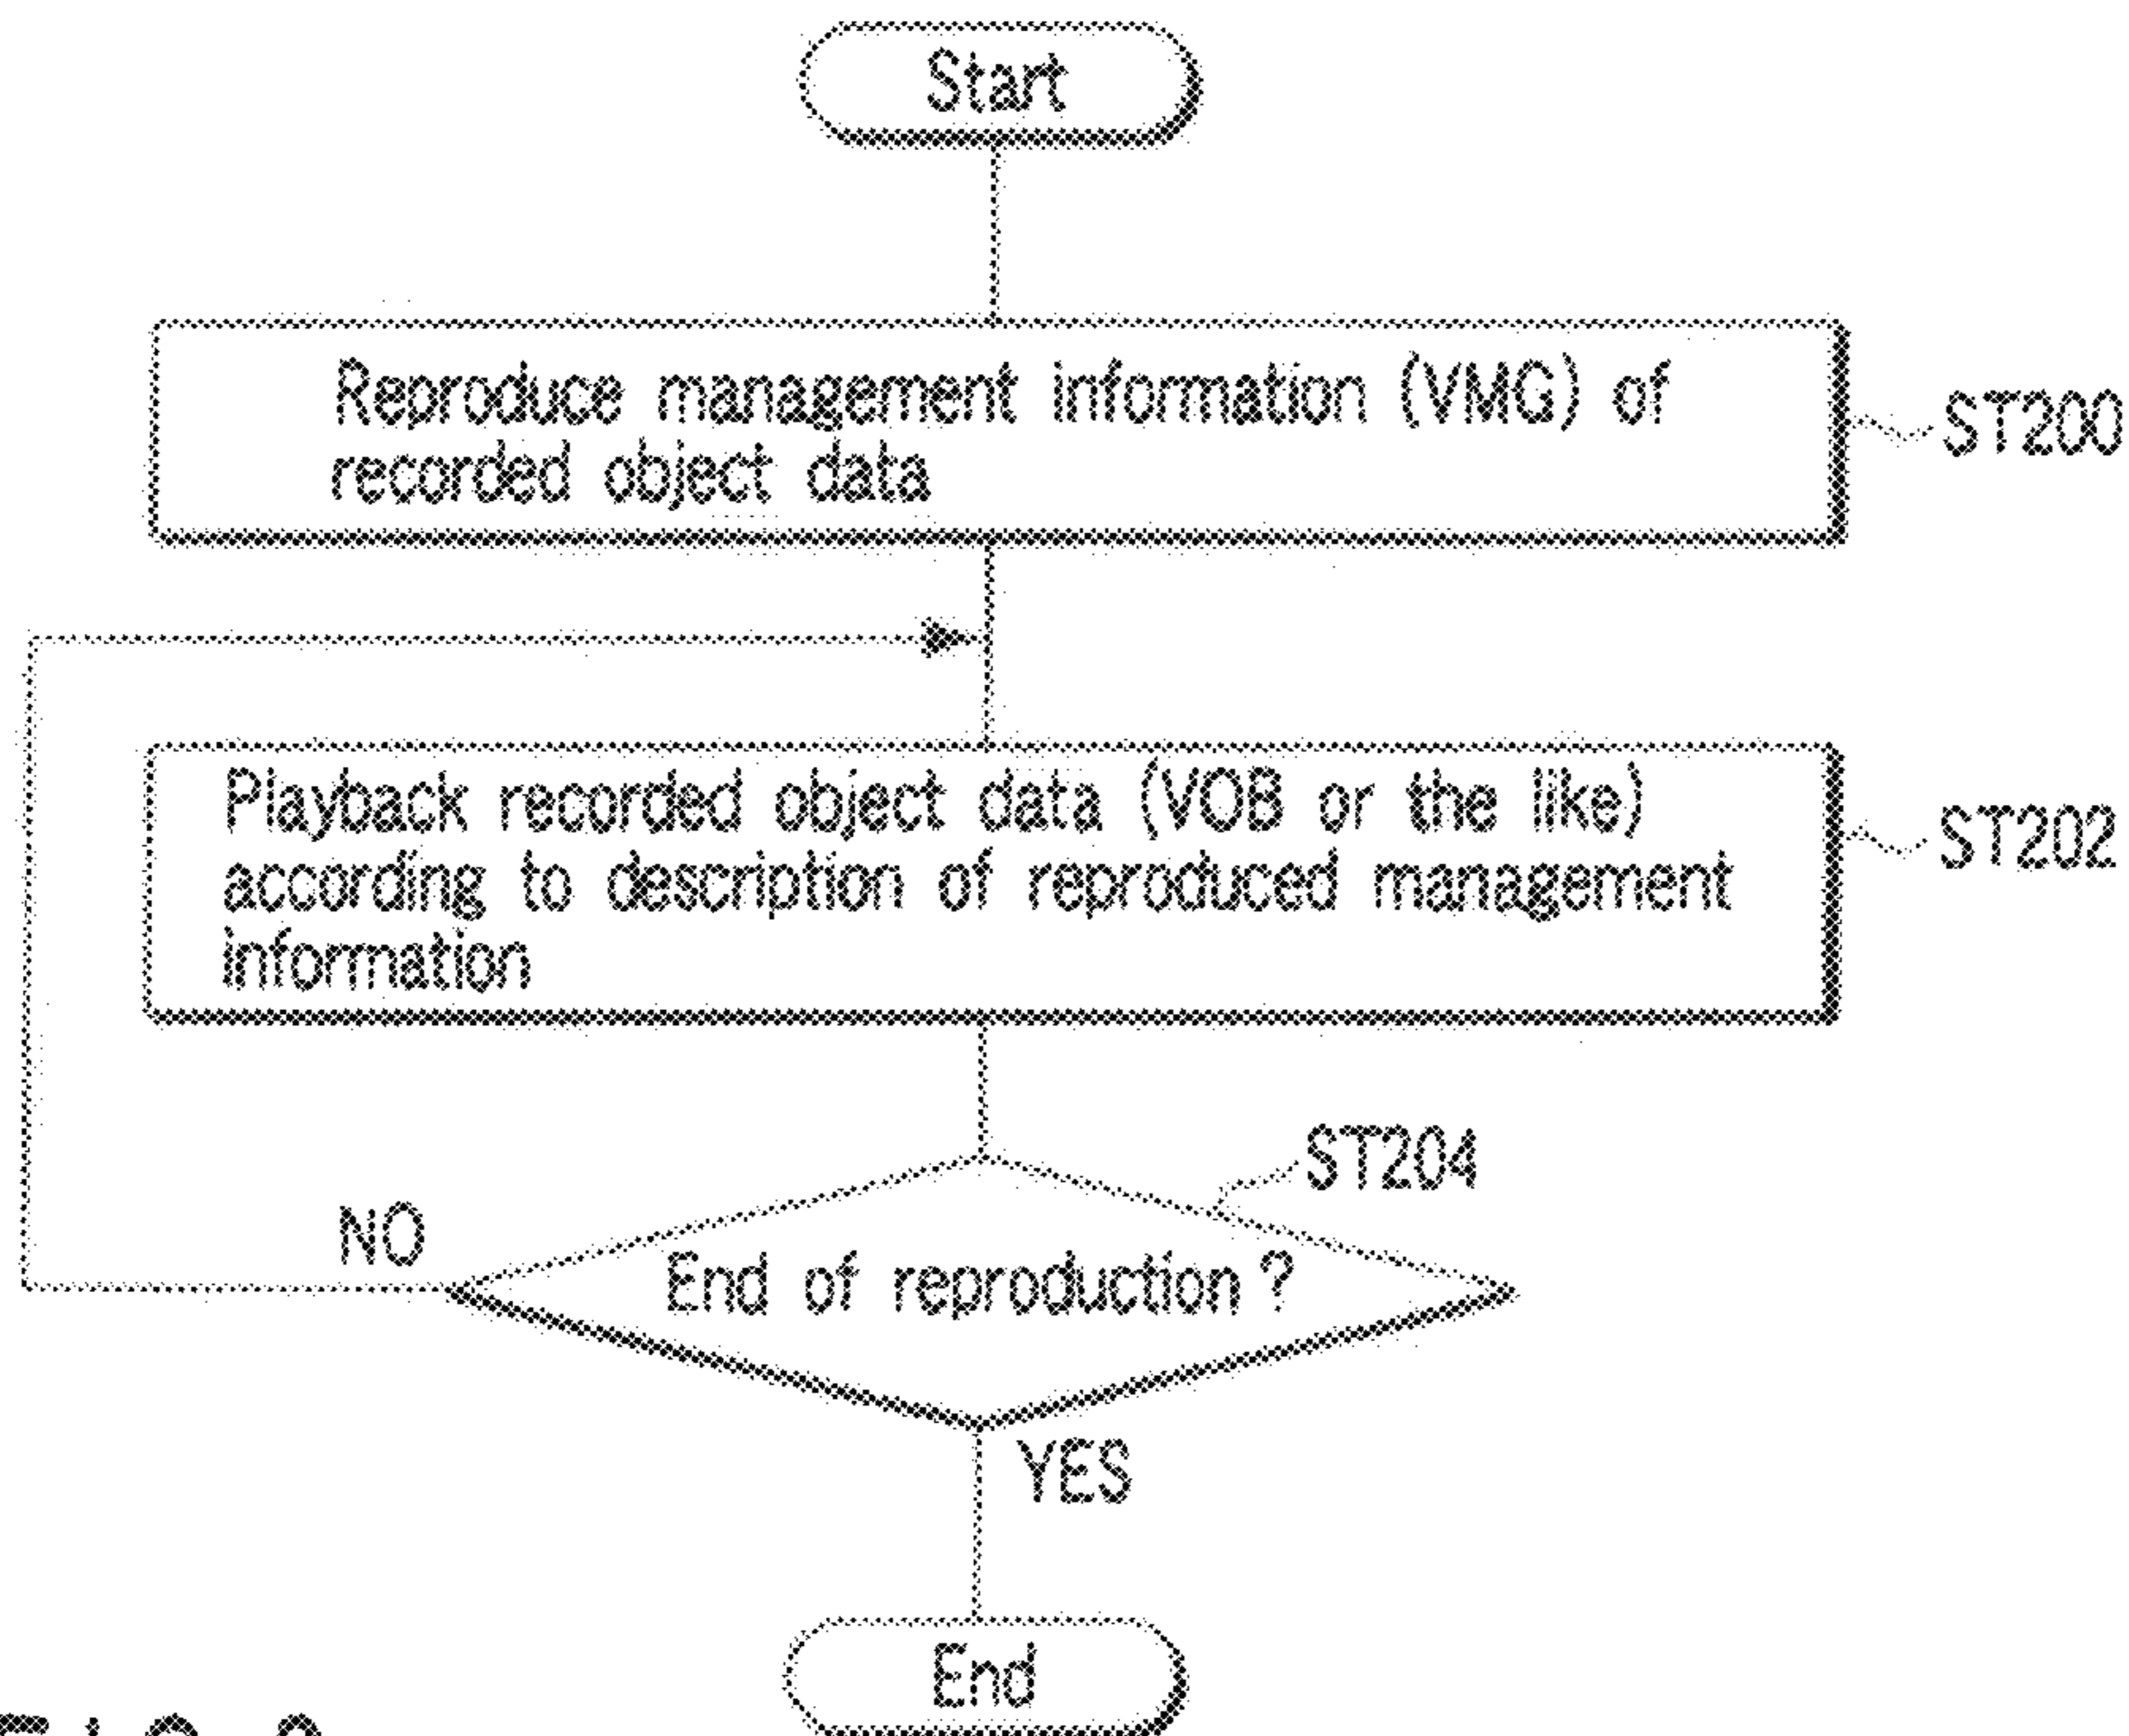 Start
Reproduce management information (VMG) of
recorded object data
ST200
Playback recorded object data (VOB or the like)
according to description of reproduced management
information
ST202
ST204
NO
End of reproduction ?
YES
End